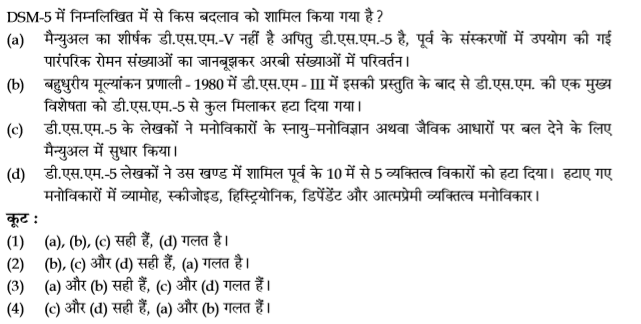 DSM-5 में निम्नलिखित में से किस बदलाव को शामिल किया गया है ?
(a) मैन्युअल का शीर्षक डी.एस.एम.-V नहीं है अपितु डी.एस.एम.-5 है, पूर्व के संस्करणों में उपयोग की गई
पारंपरिक रोमन संख्याओं का जानबूझकर अरबी संख्याओं में परिवर्तन।
(b) बहुधुरीय मूल्यांकन प्रणाली - 1980 में डी.एस.एम - III में इसकी प्रस्तुति के बाद से डी.एस.एम. की एक मुख्य
विशेषता को डी.एस.एम.-5 से कुल मिलाकर हटा दिया गया।
(c) डी.एस.एम.-5 के लेखकों ने मनोविकारों के स्नायु-मनोविज्ञान अथवा जैविक आधारों पर बल देने के लिए
मैन्युअल में सुधार किया।
(d) डी.एस.एम.-5 लेखकों ने उस खण्ड में शामिल पूर्व के 10 में से 5 व्यक्तित्व विकारों को हटा दिया। हटाए गए
मनोविकारों में व्यामोह, स्कीजोइड, हिस्ट्रियोनिक, डिपेंडेंट और आत्मप्रेमी व्यक्तित्व मनोविकार।
कूट :
(1) (a), (b), (c) सही हैं, (d) गलत है।
(2) (b), (c) और (d) सही हैं, (a) गलत है।
(3) (a) और (b) सही हैं, (c) और (d) गलत हैं।
(4) (c) और (d) सही हैं, (a) और (b) गलत हैं।